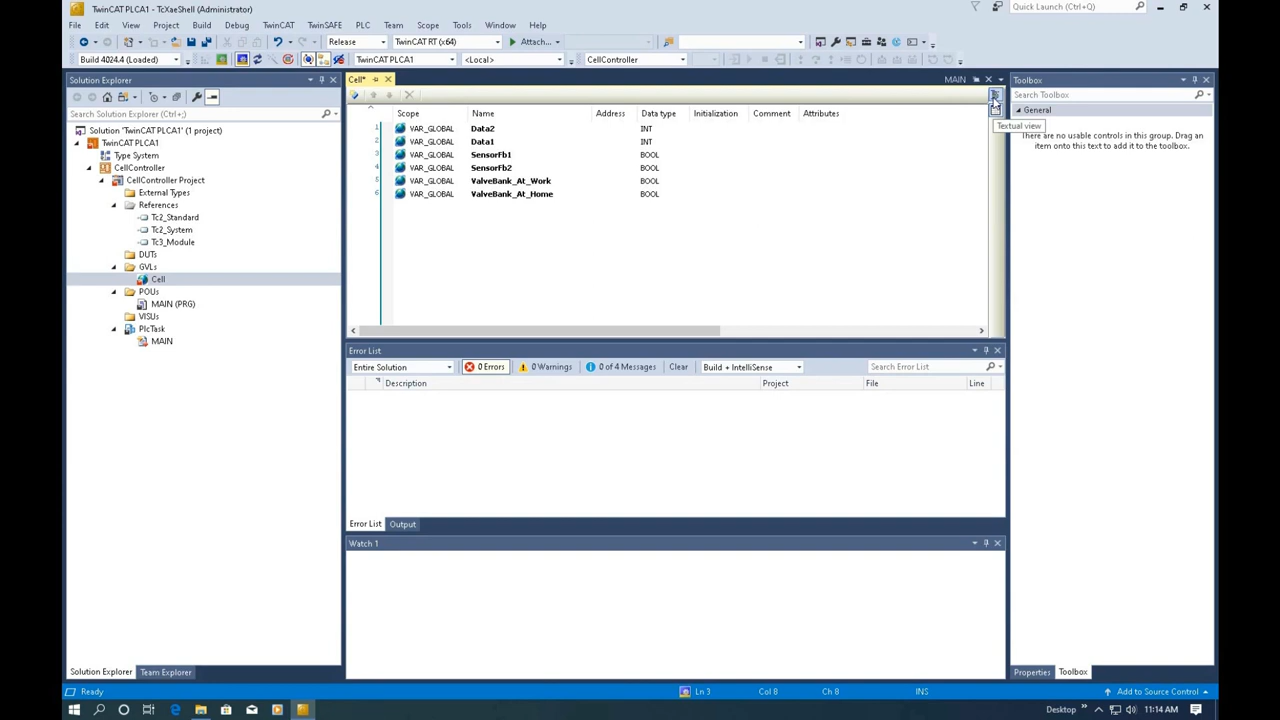 TwinCAT PLCA1 - TcXaeShell (Administrator)
Quick Launch (Ctrl+Q)
File Edit View Project Build Debug TwinCAT TwinSAFE PLC Team Scope Tools Window Help
Release TwinCAT RT (x64) Attach...
Build 4024.4 (Loaded) TwinCAT PLCA1 <Local> CellController
Solution Explorer
Search Solution Explorer (Ctrl+;)
Solution 'TwinCAT PLCA1' (1 project)
TwinCAT PLCA1
Type System
CellController
CellController Project
External Types
References
Tc2_Standard
Tc2_System
Tc3_Module
DUTs
GVLs
Cell
POUs
MAIN (PRG)
VISUs
PlcTask
MAIN
Solution Explorer Team Explorer
Cell* MAIN
Scope Name Address Data type Initialization Comment Attributes
1 VAR_GLOBAL Data2 INT
2 VAR_GLOBAL Data1 INT
3 VAR_GLOBAL SensorFb1 BOOL
4 VAR_GLOBAL SensorFb2 BOOL
5 VAR_GLOBAL ValveBank_At_Work BOOL
6 VAR_GLOBAL ValveBank_At_Home BOOL
Textual view
Error List
Entire Solution 0 Errors 0 Warnings 0 of 4 Messages Clear Build + IntelliSense Search Error List
Description Project File Line
Error List Output
Watch 1
Toolbox
Search Toolbox
General
There are no usable controls in this group. Drag an
item onto this text to add it to the toolbox.
Properties Toolbox
Ready Ln 3 Col 8 Ch 8 INS Add to Source Control
Desktop 11:14 AM